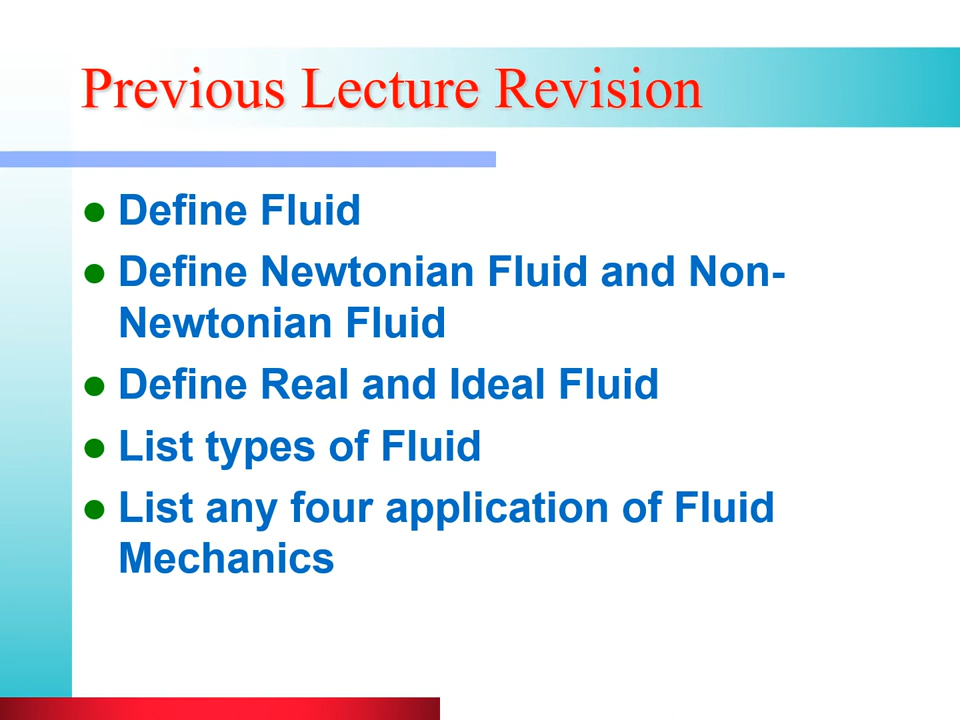 Previous Lecture Revision
Define Fluid
Define Newtonian Fluid and Non-
Newtonian Fluid
Define Real and Ideal Fluid
List types of Fluid
List any four application of Fluid
Mechanics